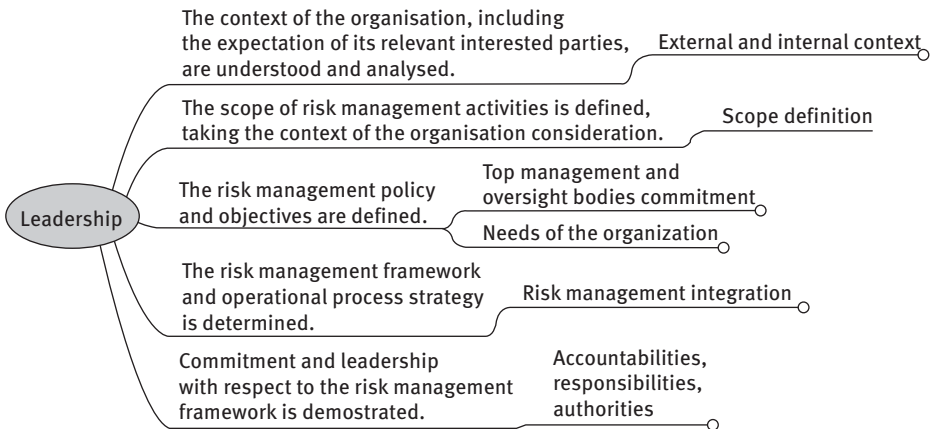 The context of the organisation, including
the expectation of its relevant interested parties,
are understood and analysed.
External and internal context
The scope of risk management activities is defined,
taking the context of the organisation consideration.
Scope definition
Leadership
The risk management policy
and objectives are defined.
Top management and
oversight bodies commitment
Needs of the organization
The risk management framework
and operational process strategy
is determined.
Risk management integration
Commitment and leadership
with respect to the risk management
framework is demostrated.
Accountabilities,
responsibilities,
authorities